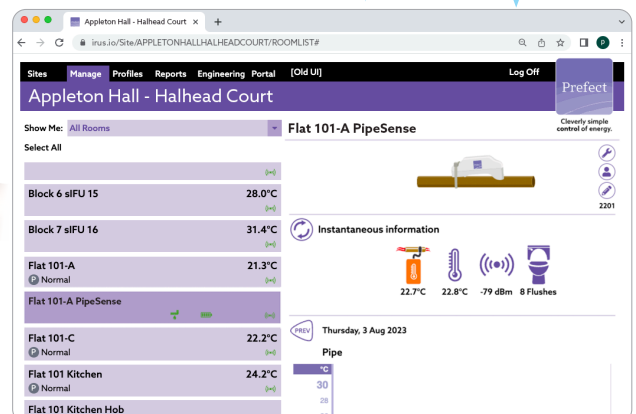 Appleton Hall - Halhead Court
irus.io/Site/APPLETONHALLHALHEADCOURT/ROOMLIST#
P
Sites Manage Profiles Reports Engineering Portal [Old UI] Log Off
Appleton Hall - Halhead Court
Prefect
Cleverly simple
control of energy.
Show Me: All Rooms
Select All
Block 6 sIFU 15 28.0°C
Block 7 sIFU 16 31.4°C
Flat 101-A 21.3°C
P Normal
Flat 101-A PipeSense
Flat 101-C 22.2°C
P Normal
Flat 101 Kitchen 24.2°C
P Normal
Flat 101 Kitchen Hob
Flat 101-A PipeSense
2201
Instantaneous information
22.7°C 22.8°C -79 dBm 8 Flushes
PREV Thursday, 3 Aug 2023
Pipe
°C
30
28